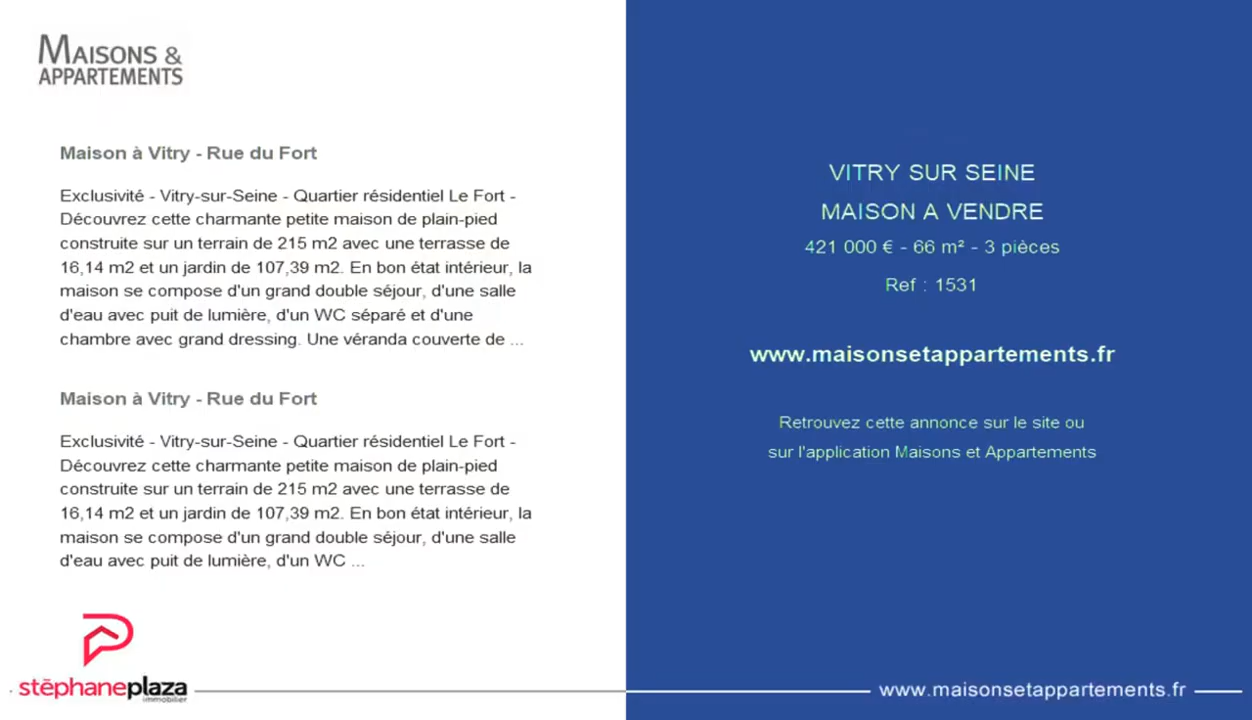 MAISONS &
APPARTEMENTS
Maison à Vitry - Rue du Fort
Exclusivité - Vitry-sur-Seine - Quartier résidentiel Le Fort -
Découvrez cette charmante petite maison de plain-pied
construite sur un terrain de 215 m2 avec une terrasse de
16,14 m2 et un jardin de 107,39 m2. En bon état intérieur, la
maison se compose d'un grand double séjour, d'une salle
d'eau avec puit de lumière, d'un WC séparé et d'une
chambre avec grand dressing. Une véranda couverte de ...
Maison à Vitry - Rue du Fort
Exclusivité - Vitry-sur-Seine - Quartier résidentiel Le Fort -
Découvrez cette charmante petite maison de plain-pied
construite sur un terrain de 215 m2 avec une terrasse de
16,14 m2 et un jardin de 107,39 m2. En bon état intérieur, la
maison se compose d'un grand double séjour, d'une salle
d'eau avec puit de lumière, d'un WC ...
stéphaneplaza
immobilier
VITRY SUR SEINE
MAISON A VENDRE
421 000 € - 66 m² - 3 pièces
Ref : 1531
www.maisonsetappartements.fr
Retrouvez cette annonce sur le site ou
sur l'application Maisons et Appartements
www.maisonsetappartements.fr